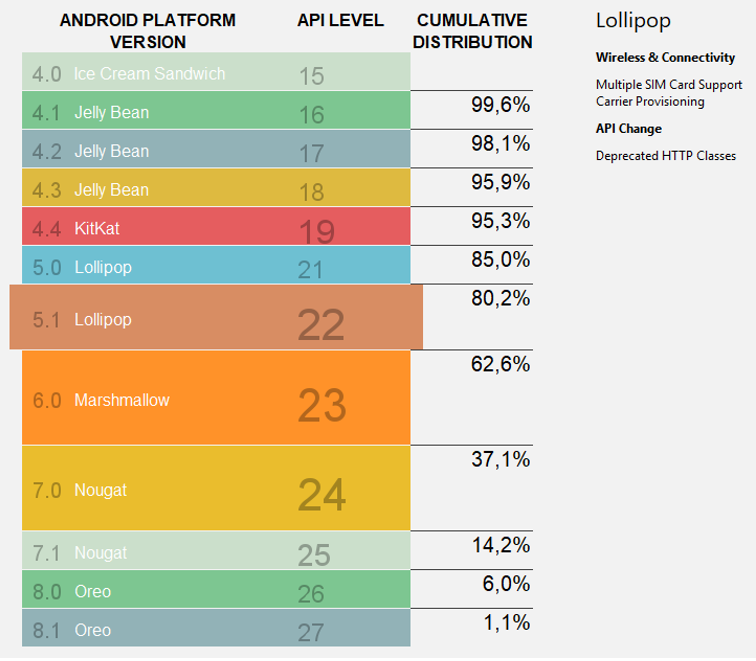 ANDROID PLATFORM VERSION API LEVEL CUMULATIVE DISTRIBUTION
4.0 Ice Cream Sandwich 15
99,6%
4.1 Jelly Bean 16
98,1%
4.2 Jelly Bean 17
95,9%
4.3 Jelly Bean 18
95,3%
4.4 KitKat 19
85,0%
5.0 Lollipop 21
80,2%
5.1 Lollipop 22
62,6%
6.0 Marshmallow 23
37,1%
7.0 Nougat 24
14,2%
7.1 Nougat 25
6,0%
8.0 Oreo 26
1,1%
8.1 Oreo 27
Lollipop
Wireless & Connectivity
Multiple SIM Card Support
Carrier Provisioning
API Change
Deprecated HTTP Classes